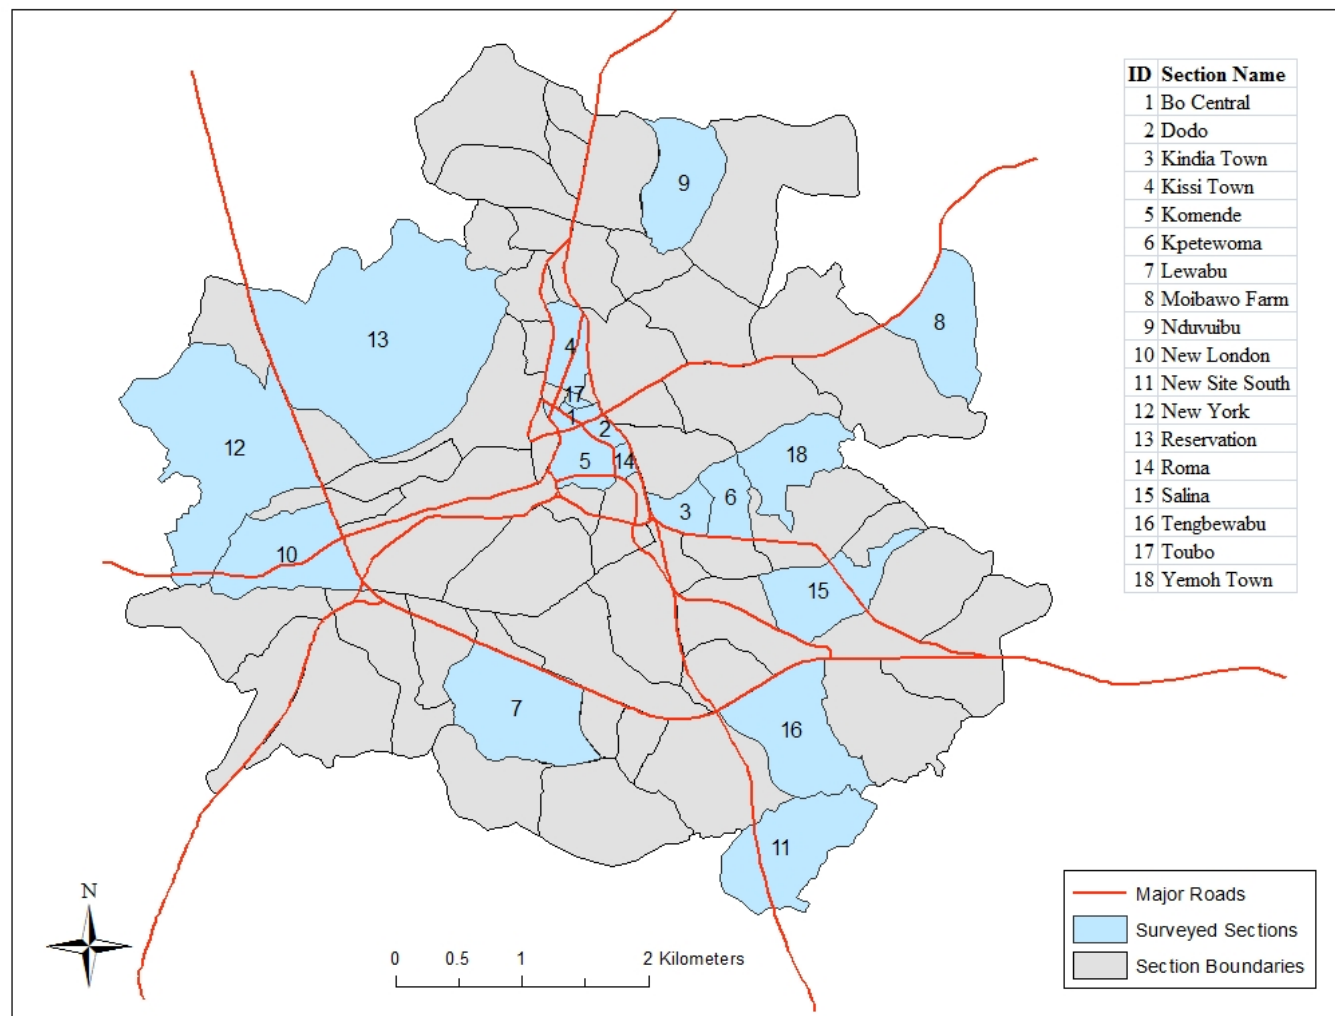 ID Section Name
1 Bo Central
2 Dodo
3 Kindia Town
4 Kissi Town
5 Komende
6 Kpetewoma
7 Lewabu
8 Moibawo Farm
9 Nduvuibu
10 New London
11 New Site South
12 New York
13 Reservation
14 Roma
15 Salina
16 Tengbewabu
17 Toubo
18 Yemoh Town
9
8
13
4
17
1
2
12
5
14
18
6
3
10
15
7
16
11
N
0 0.5 1 2 Kilometers
Major Roads
Surveyed Sections
Section Boundaries